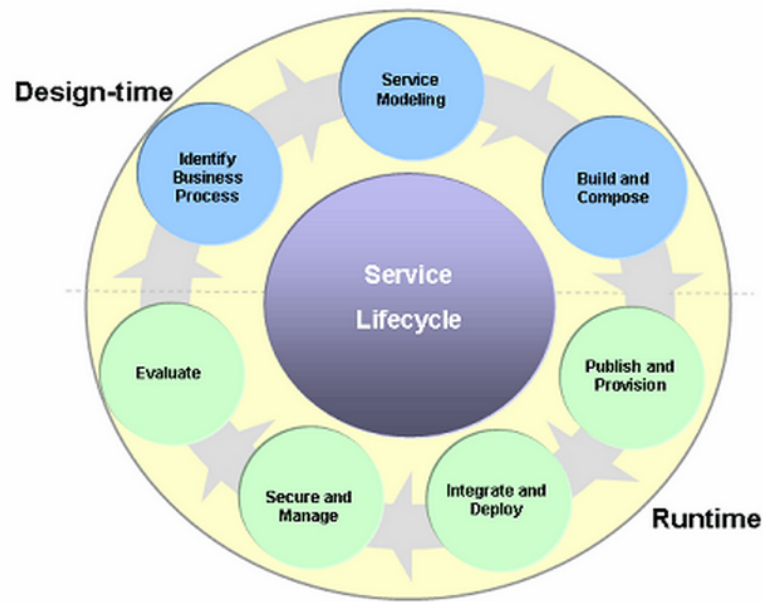 Design-time
Service
Modeling
Identify
Business
Process
Build and
Compose
Service
Lifecycle
Evaluate
Publish and
Provision
Secure and
Manage
Integrate and
Deploy
Runtime